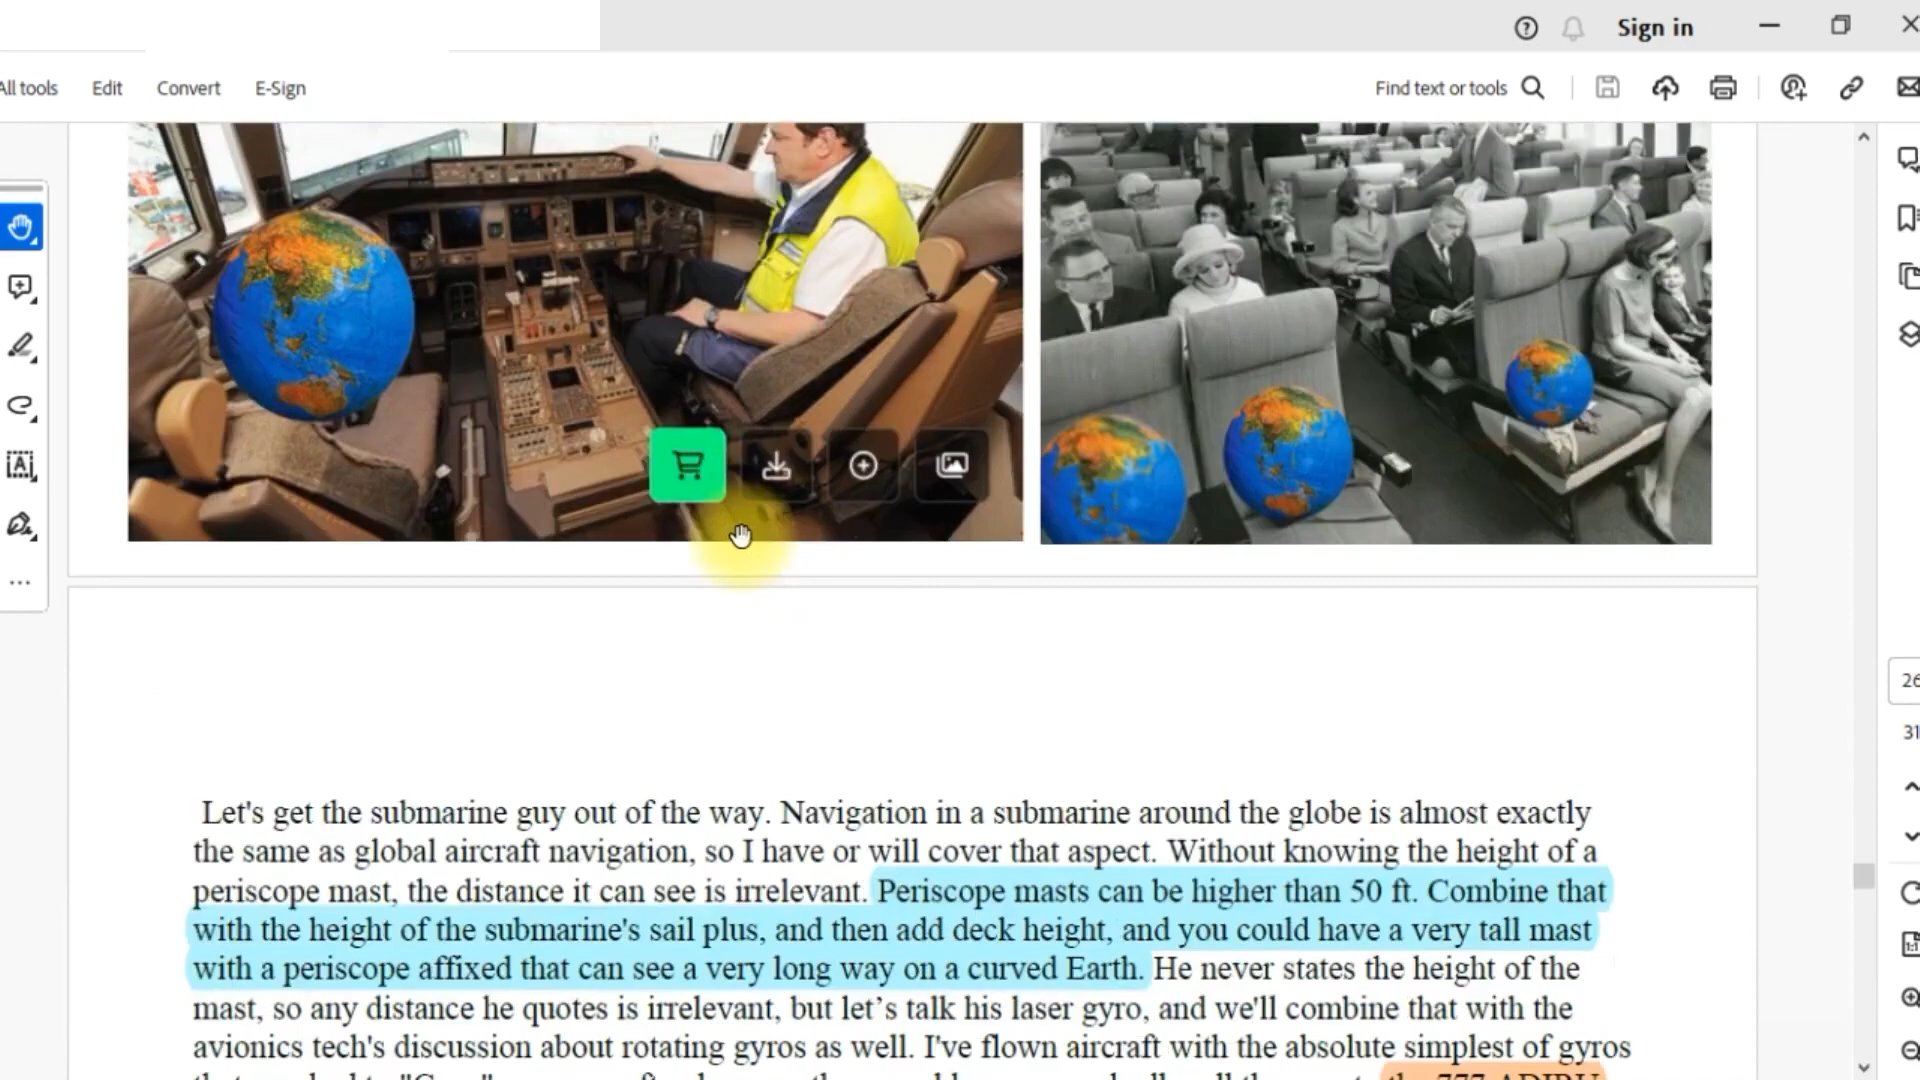 Sign in
All tools Edit Convert E-Sign Find text or tools
26
31
Let's get the submarine guy out of the way. Navigation in a submarine around the globe is almost exactly
the same as global aircraft navigation, so I have or will cover that aspect. Without knowing the height of a
periscope mast, the distance it can see is irrelevant. Periscope masts can be higher than 50 ft. Combine that
with the height of the submarine's sail plus, and then add deck height, and you could have a very tall mast
with a periscope affixed that can see a very long way on a curved Earth. He never states the height of the
mast, so any distance he quotes is irrelevant, but let’s talk his laser gyro, and we'll combine that with the
avionics tech's discussion about rotating gyros as well. I've flown aircraft with the absolute simplest of gyros
the 777 ADIRU